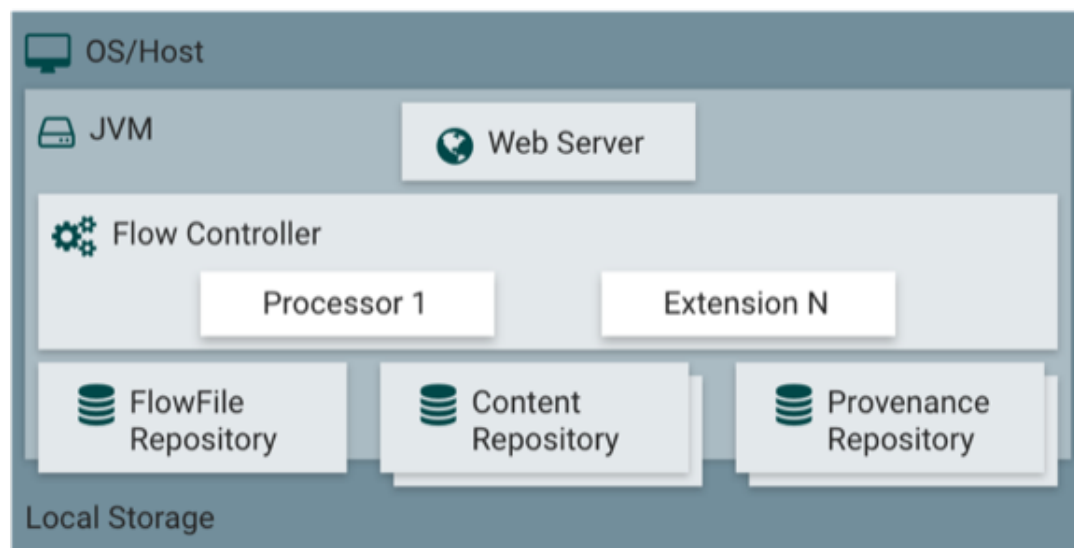 OS/Host
JVM
Web Server
Flow Controller
Processor 1
Extension N
FlowFile
Repository
Content
Repository
Provenance
Repository
Local Storage